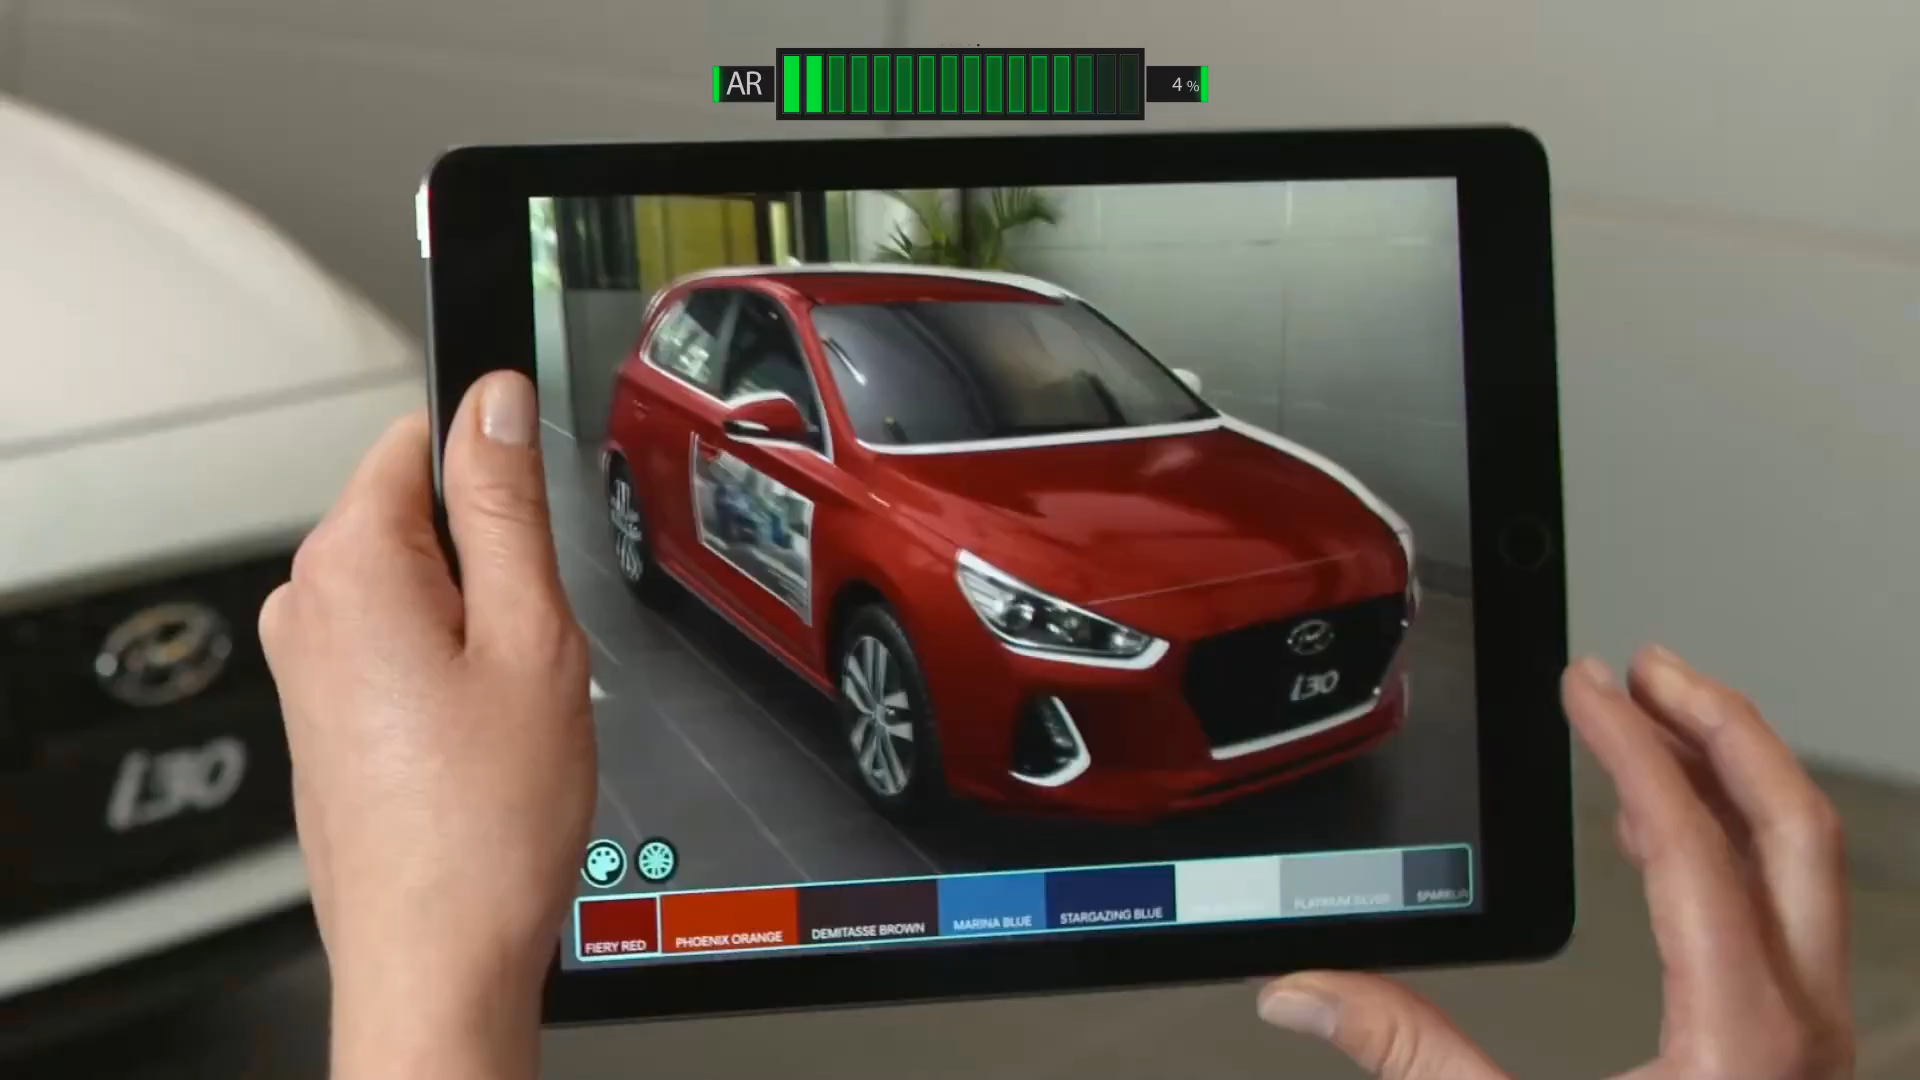 AR
4 %
i30
i30
FIERY RED
PHOENIX ORANGE
DEMITASSE BROWN
MARINA BLUE
STARGAZING BLUE
PLATINUM SILVER